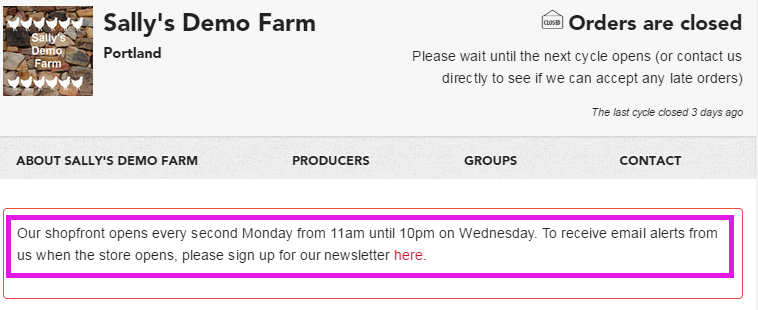 Sally's
Demo
Farm
Sally's Demo Farm
Portland
CLOSED
Orders are closed
Please wait until the next cycle opens (or contact us
directly to see if we can accept any late orders)
The last cycle closed 3 days ago
ABOUT SALLY'S DEMO FARM
PRODUCERS
GROUPS
CONTACT
Our shopfront opens every second Monday from 11am until 10pm on Wednesday. To receive email alerts from
us when the store opens, please sign up for our newsletter here.